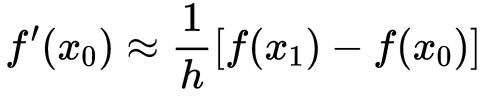 f′(x₀) ≈ 1/h [f(x₁) − f(x₀)]